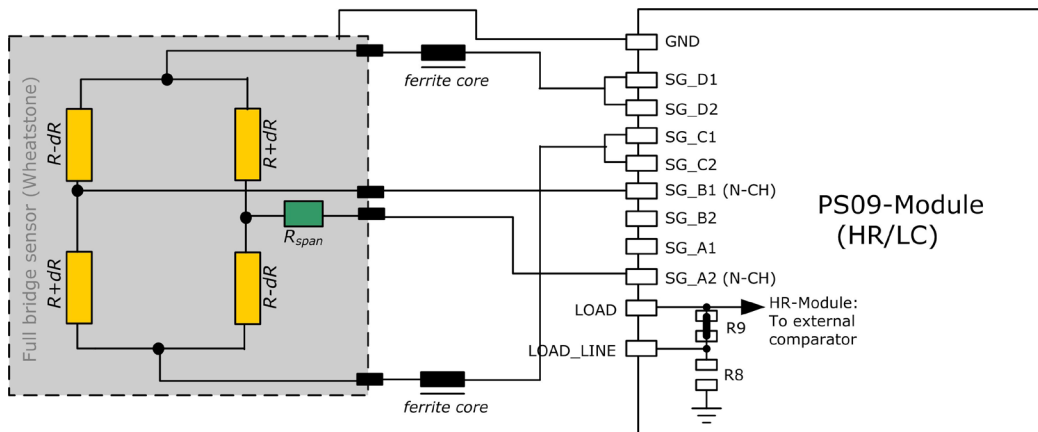 Full bridge sensor (Wheatstone)
R-dR
R+dR
R+dR
R-dR
Rspan
ferrite core
ferrite core
GND
SG_D1
SG_D2
SG_C1
SG_C2
SG_B1 (N-CH)
SG_B2
SG_A1
SG_A2 (N-CH)
LOAD
LOAD_LINE
R9
R8
HR-Module:
To external
comparator
PS09-Module
(HR/LC)